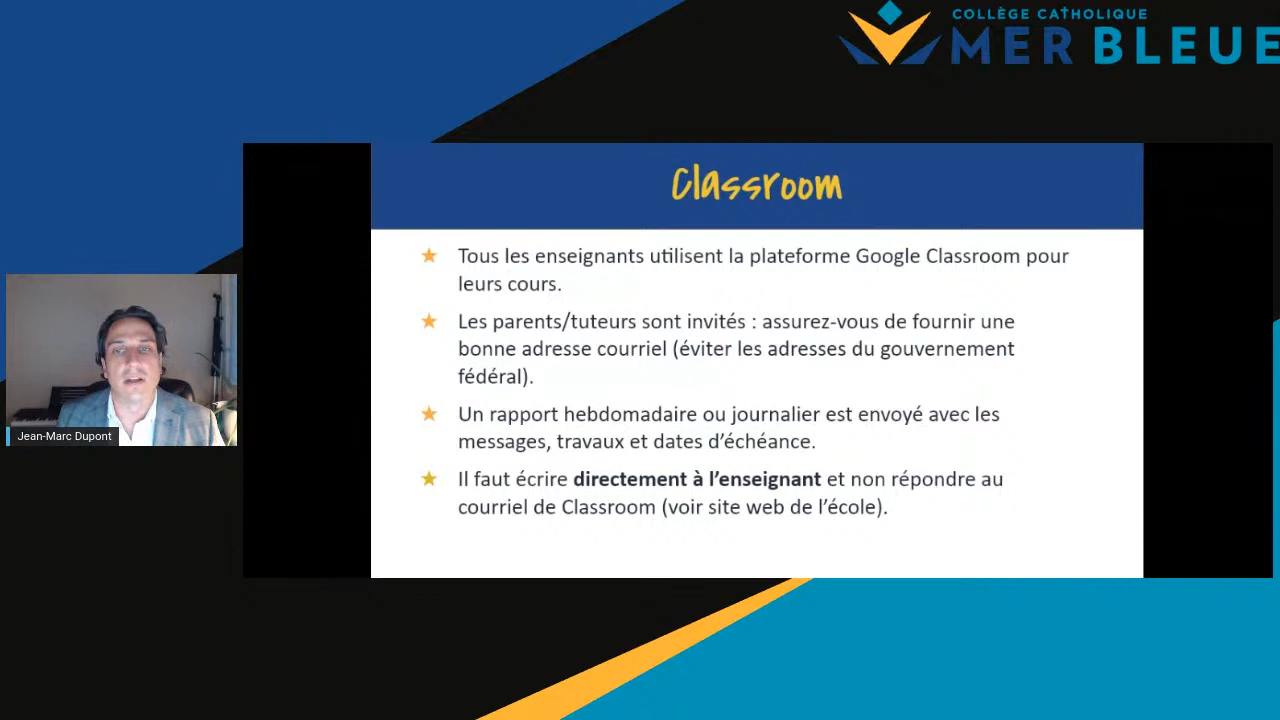 COLLÈGE CATHOLIQUE
MER BLEUE
Classroom
Tous les enseignants utilisent la plateforme Google Classroom pour
leurs cours.
Les parents/tuteurs sont invités : assurez-vous de fournir une
bonne adresse courriel (éviter les adresses du gouvernement
fédéral).
Un rapport hebdomadaire ou journalier est envoyé avec les
messages, travaux et dates d’échéance.
Il faut écrire directement à l’enseignant et non répondre au
courriel de Classroom (voir site web de l’école).
Jean-Marc Dupont